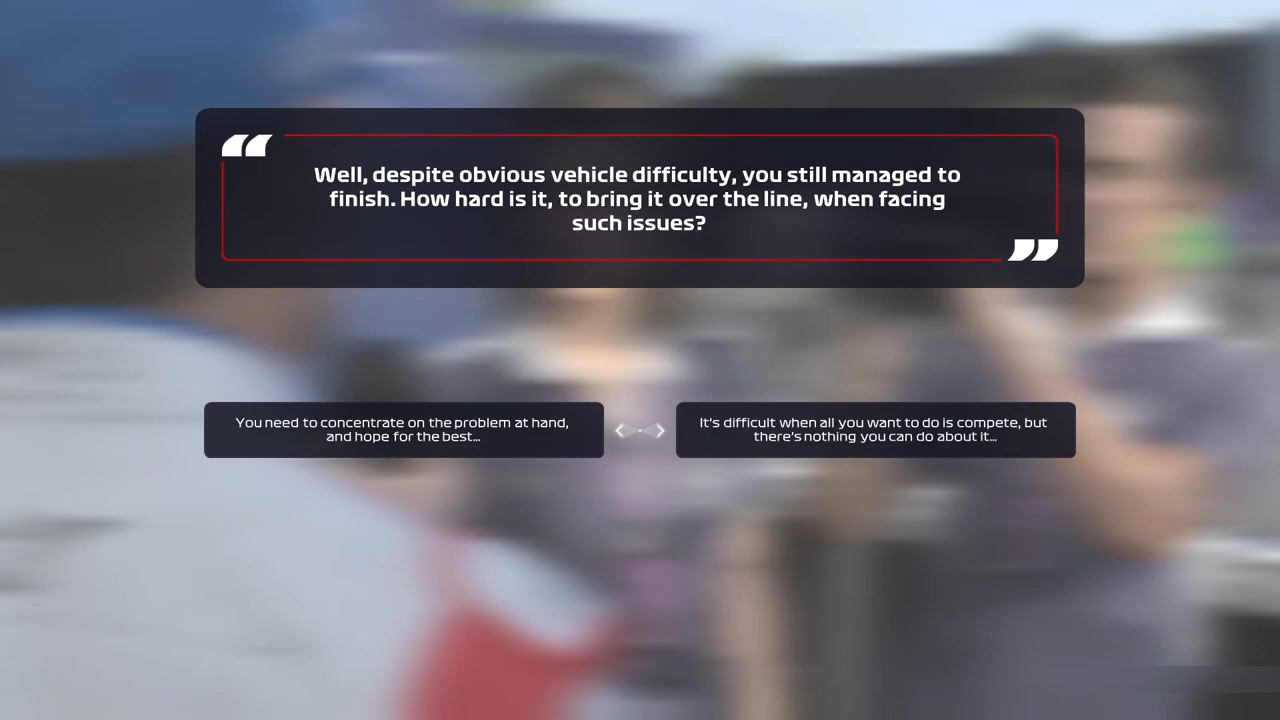 Well, despite obvious vehicle difficulty, you still managed to
finish. How hard is it, to bring it over the line, when facing
such issues?
You need to concentrate on the problem at hand,
and hope for the best...
It's difficult when all you want to do is compete, but
there's nothing you can do about it...